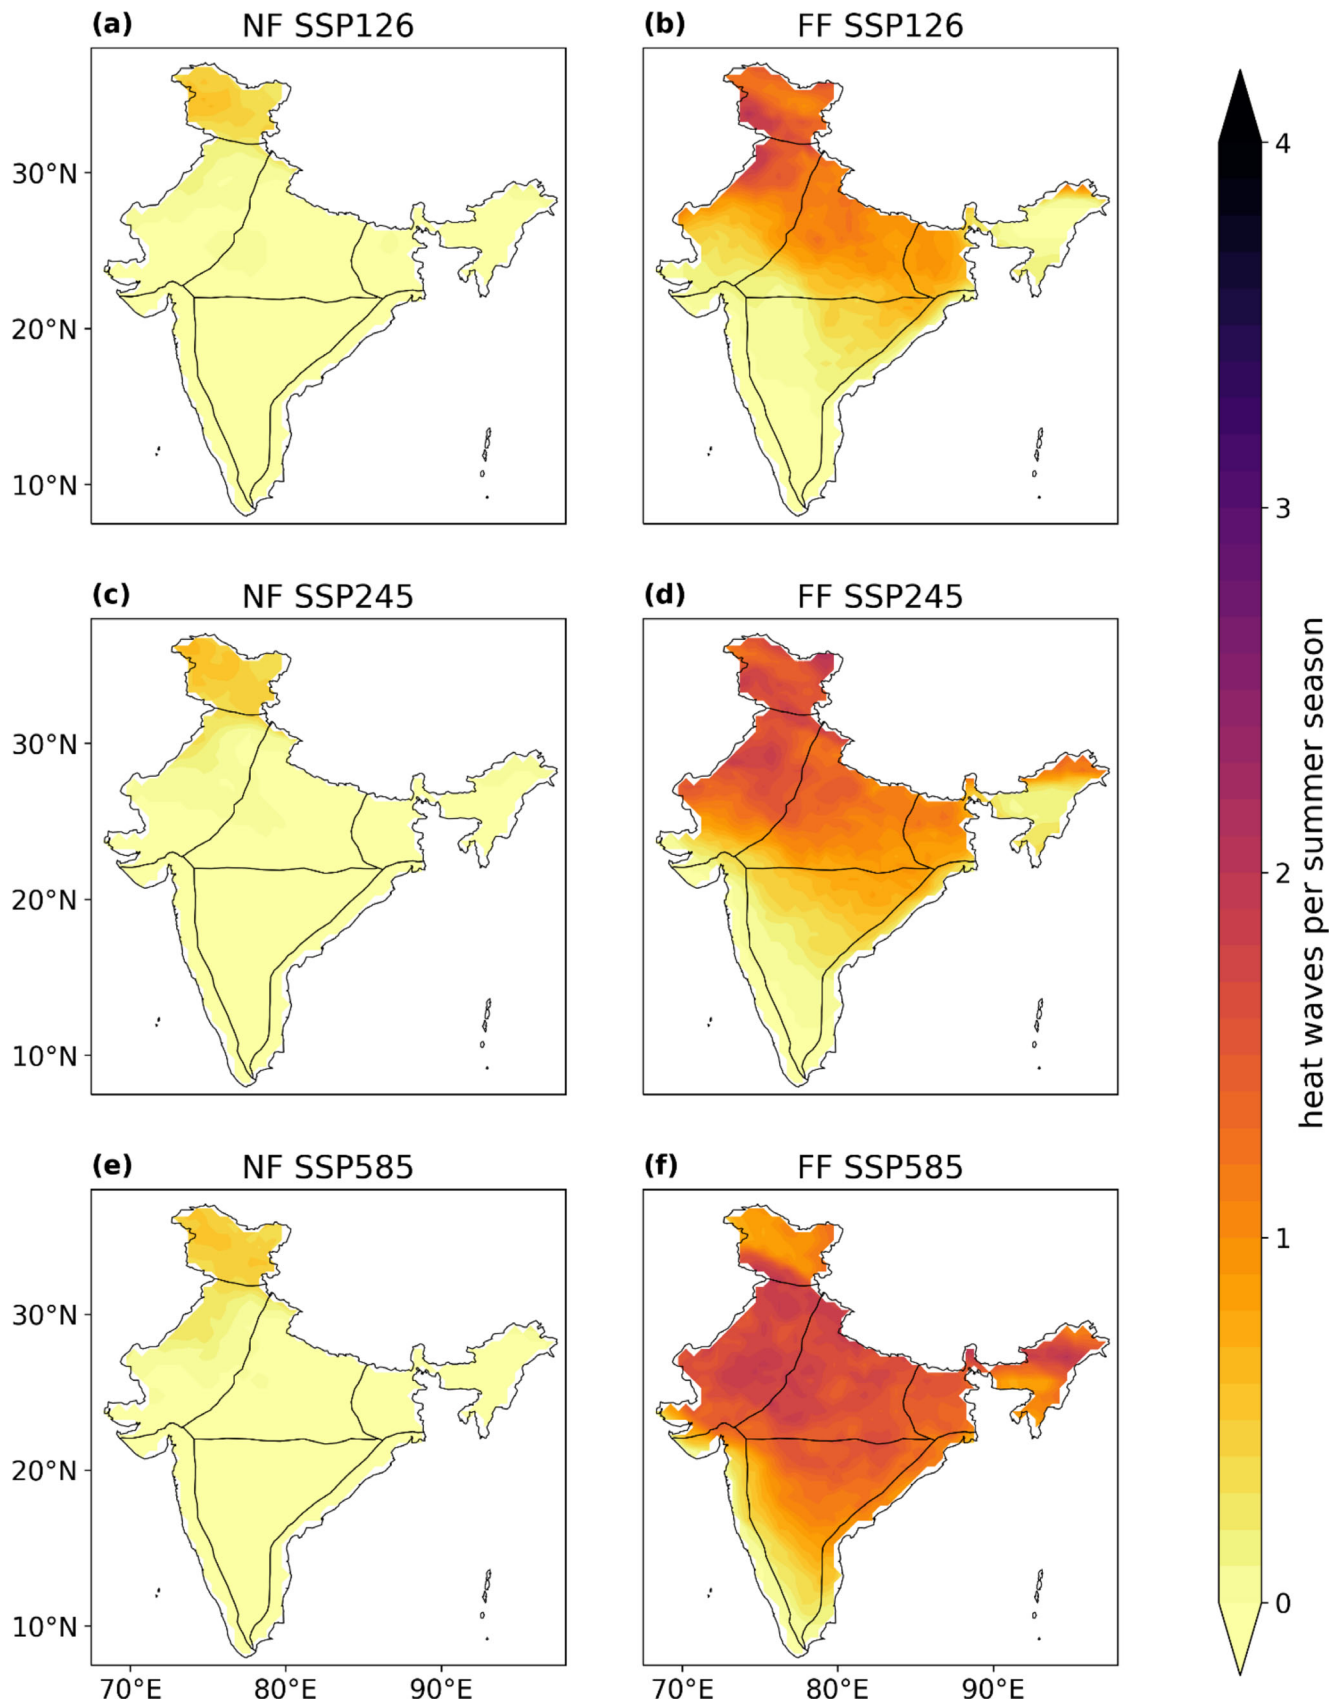 (a) NF SSP126
(b) FF SSP126
30°N
20°N
10°N
(c) NF SSP245
(d) FF SSP245
30°N
20°N
10°N
(e) NF SSP585
(f) FF SSP585
30°N
20°N
10°N
70°E 80°E 90°E
70°E 80°E 90°E
4
3
2
1
0
heat waves per summer season